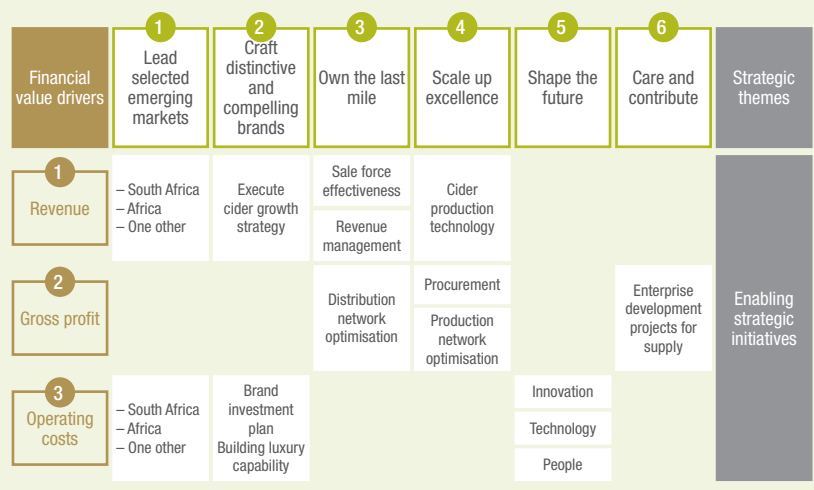 1
2
3
4
5
6
Financial
value drivers
Lead
selected
emerging
markets
Craft
distinctive
and
compelling
brands
Own the last
mile
Scale up
excellence
Shape the
future
Care and
contribute
Strategic
themes
1
Revenue
– South Africa
– Africa
– One other
Execute
cider growth
strategy
Sale force
effectiveness
Revenue
management
Cider
production
technology
2
Gross profit
Distribution
network
optimisation
Procurement
Production
network
optimisation
Enterprise
development
projects for
supply
Enabling
strategic
initiatives
3
Operating
costs
– South Africa
– Africa
– One other
Brand
investment
plan
Building luxury
capability
Innovation
Technology
People